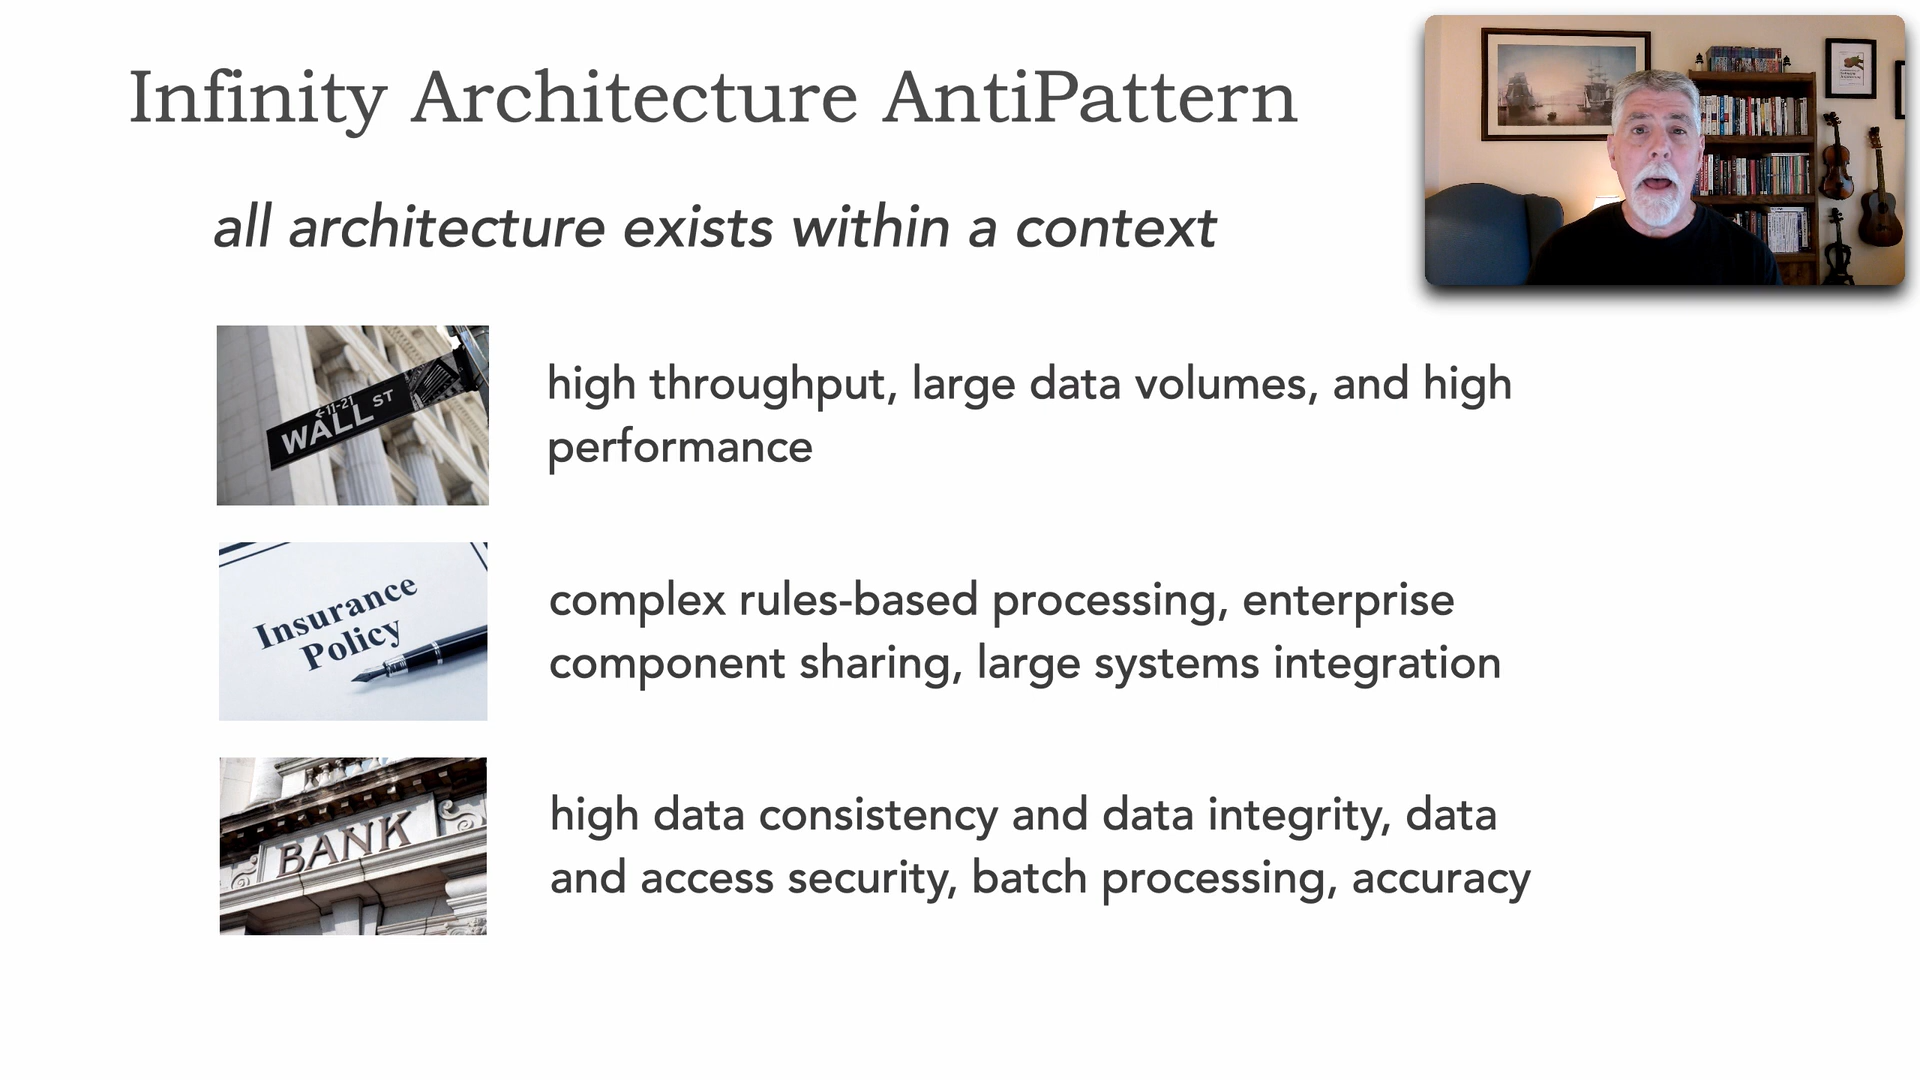 Infinity Architecture AntiPattern
all architecture exists within a context
←11-21
WALL ST
high throughput, large data volumes, and high
performance
Insurance
Policy
complex rules-based processing, enterprise
component sharing, large systems integration
BANK
high data consistency and data integrity, data
and access security, batch processing, accuracy